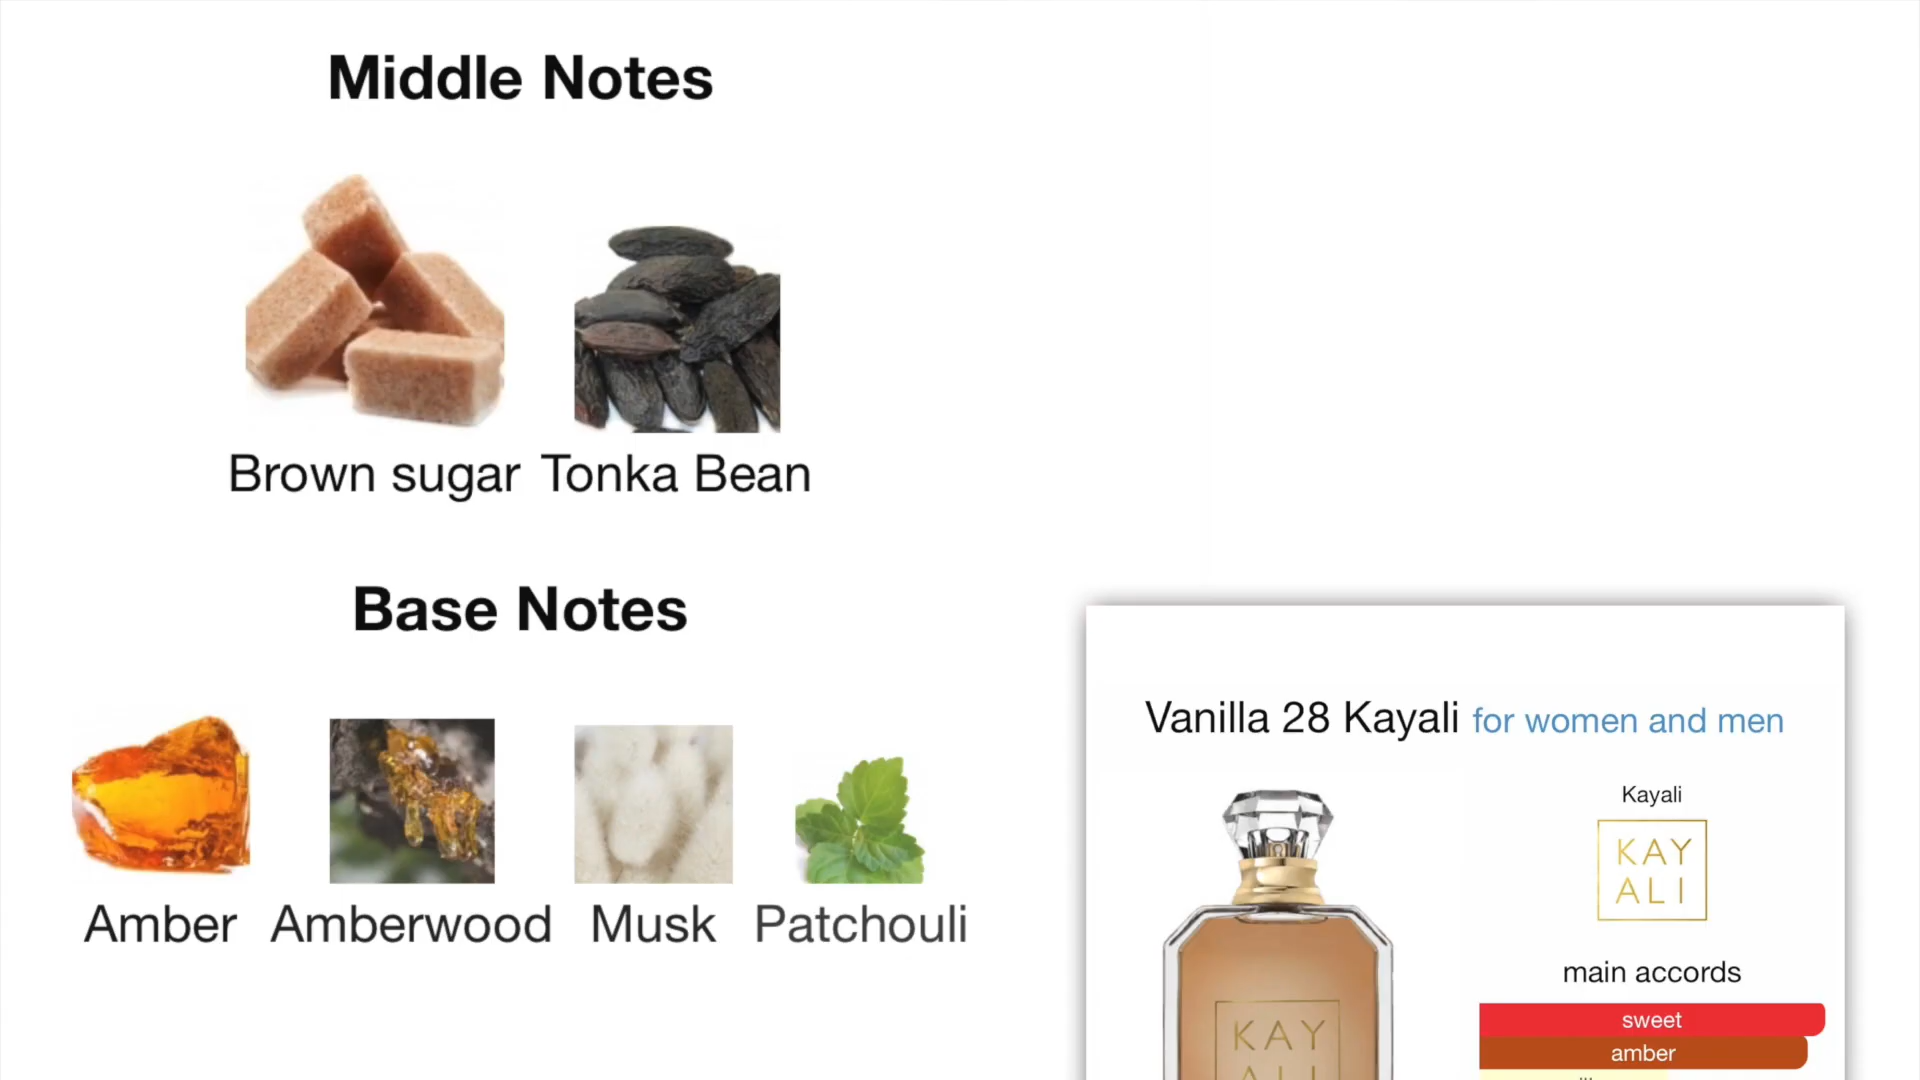 Middle Notes
Brown sugar Tonka Bean
Base Notes
Amber Amberwood Musk Patchouli
Vanilla 28 Kayali for women and men
Kayali
KAY
ALI
main accords
sweet
KAY
ALI
amber